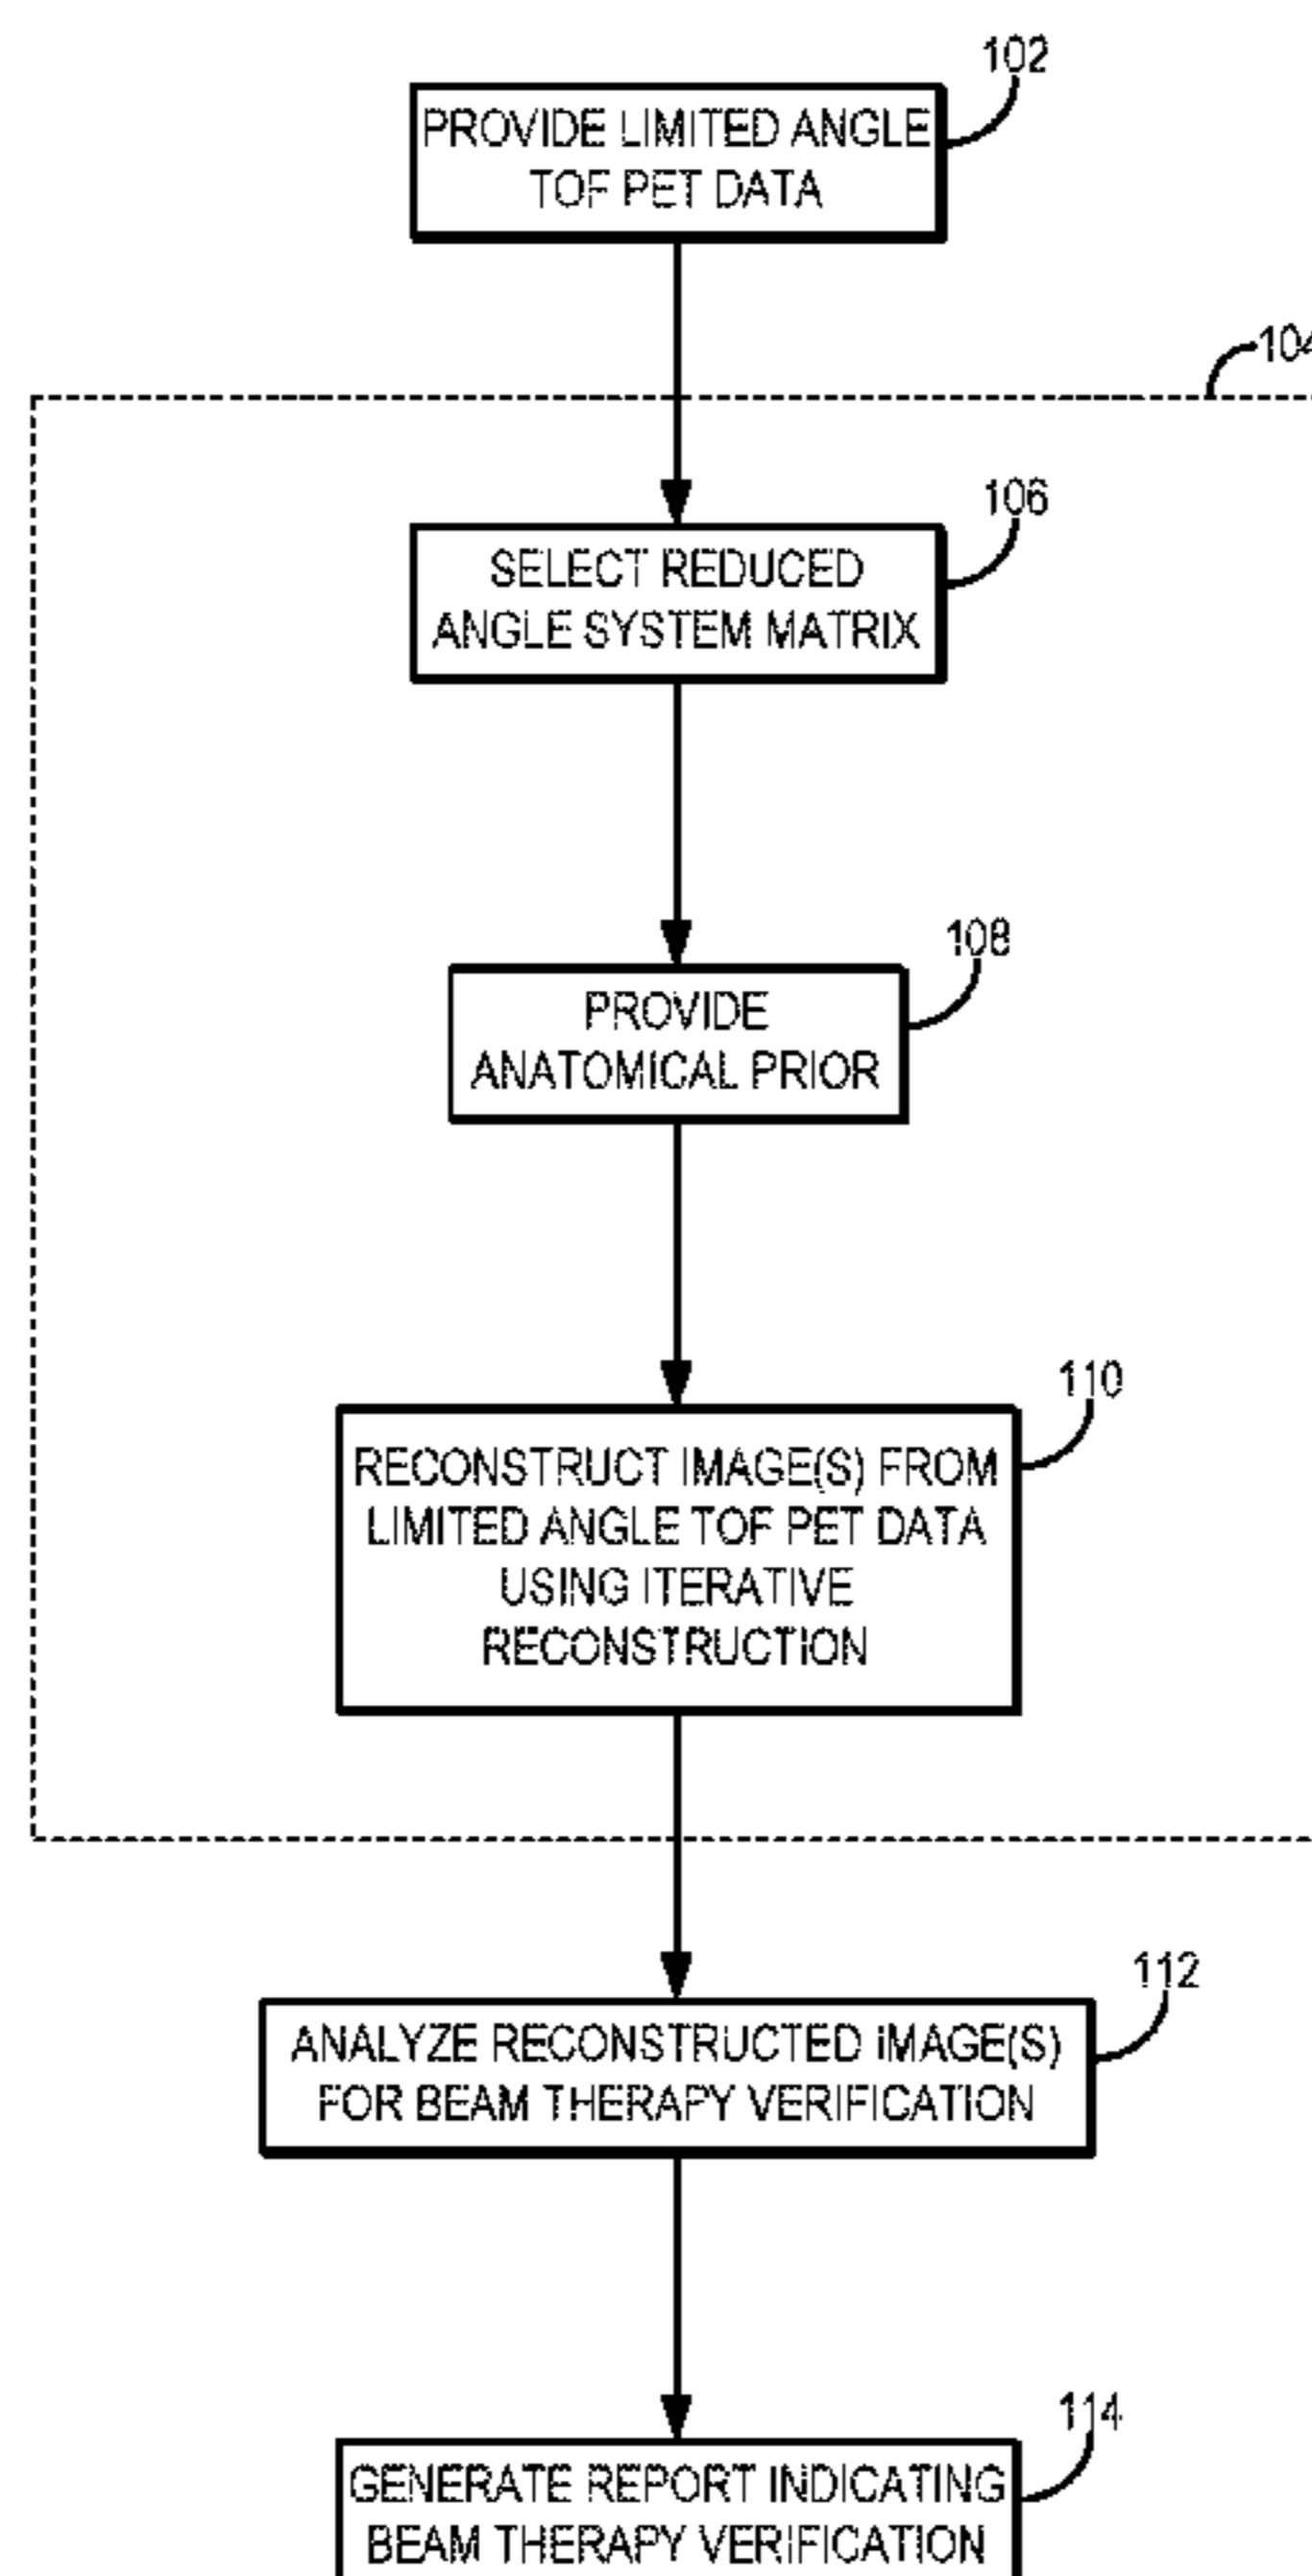 102
PROVIDE LIMITED ANGLE
TOF PET DATA
104
106
SELECT REDUCED
ANGLE SYSTEM MATRIX
108
PROVIDE
ANATOMICAL PRIOR
110
RECONSTRUCT IMAGE(S) FROM
LIMITED ANGLE TOF PET DATA
USING ITERATIVE
RECONSTRUCTION
112
ANALYZE RECONSTRUCTED IMAGE(S)
FOR BEAM THERAPY VERIFICATION
114
GENERATE REPORT INDICATING
BEAM THERAPY VERIFICATION